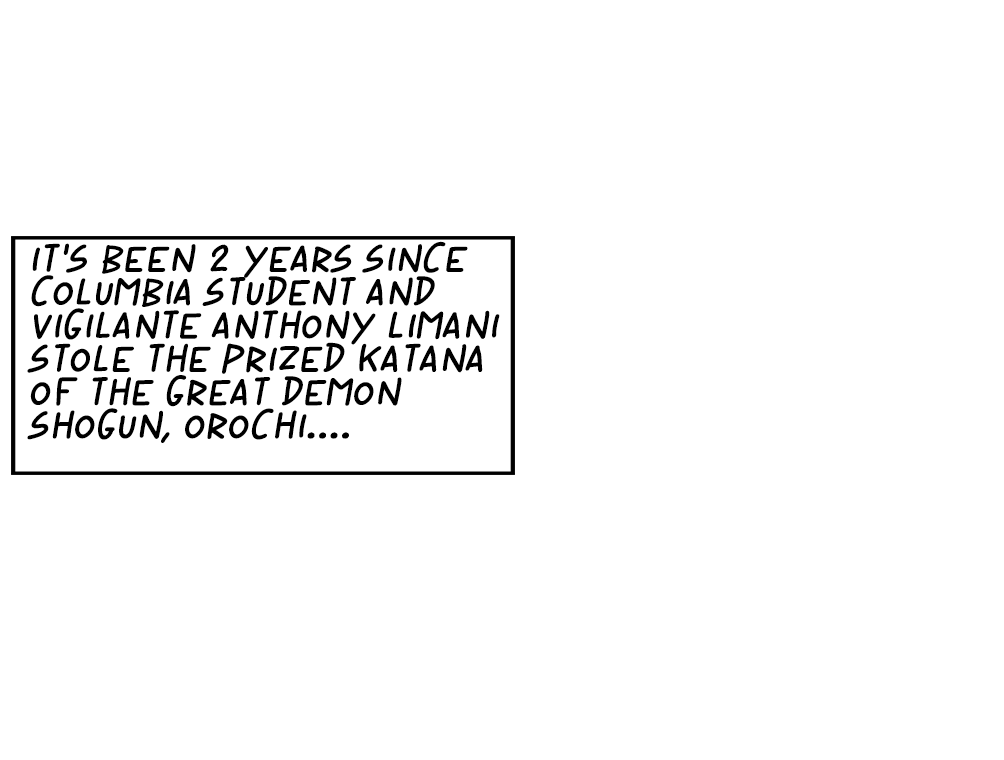 IT'S BEEN 2 YEARS SINCE
COLUMBIA STUDENT AND
VIGILANTE ANTHONY LIMANI
STOLE THE PRIZED KATANA
OF THE GREAT DEMON
SHOGUN, OROCHI....